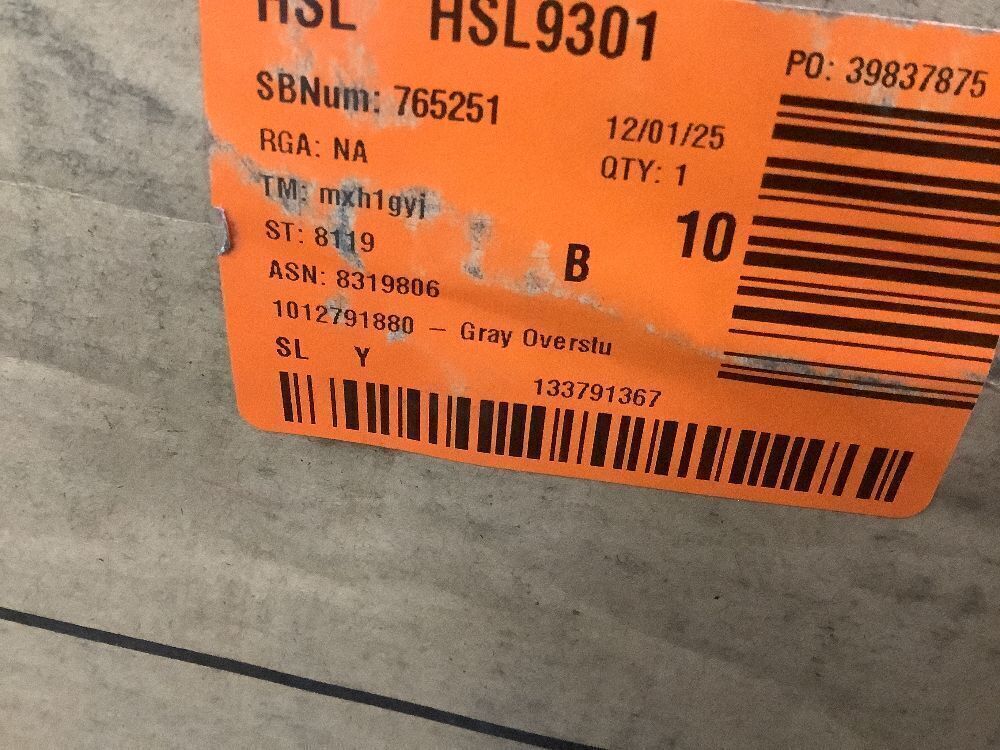 HSL HSL9301
PO: 39837875
SBNum: 765251
12/01/25
RGA: NA
QTY: 1
TM: mxh1gyj
ST: 8119
B 10
ASN: 8319806
1012791880 – Gray Overstu
SL Y
133791367